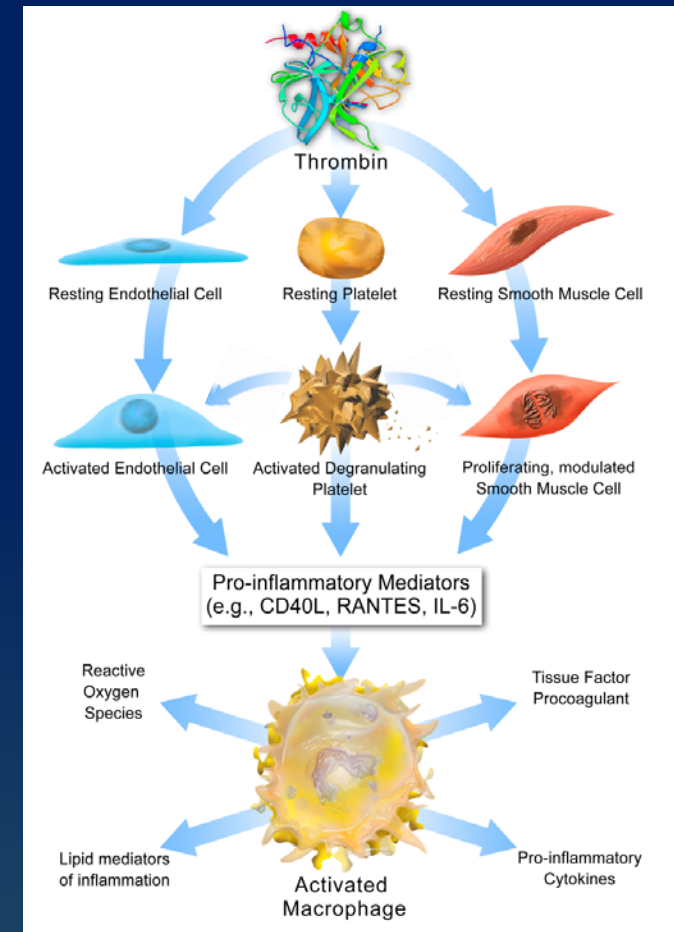 Thrombin
Resting Endothelial Cell
Resting Platelet
Resting Smooth Muscle Cell
Activated Endothelial Cell
Activated Degranulating
Platelet
Proliferating, modulated
Smooth Muscle Cell
Pro-inflammatory Mediators
(e.g., CD40L, RANTES, IL-6)
Reactive
Oxygen
Species
Tissue Factor
Procoagulant
Lipid mediators
of inflammation
Pro-inflammatory
Cytokines
Activated
Macrophage